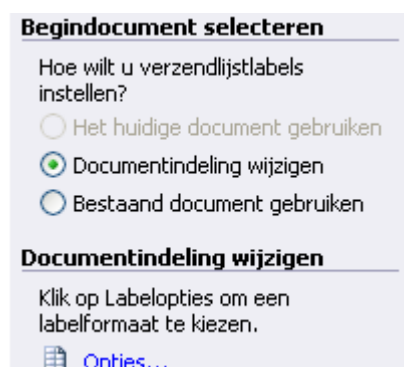 Begindocument selecteren
Hoe wilt u verzendlijstlabels
instellen?
Het huidige document gebruiken
Documentindeling wijzigen
Bestaand document gebruiken
Documentindeling wijzigen
Klik op Labelopties om een
labelformaat te kiezen.
Opties...